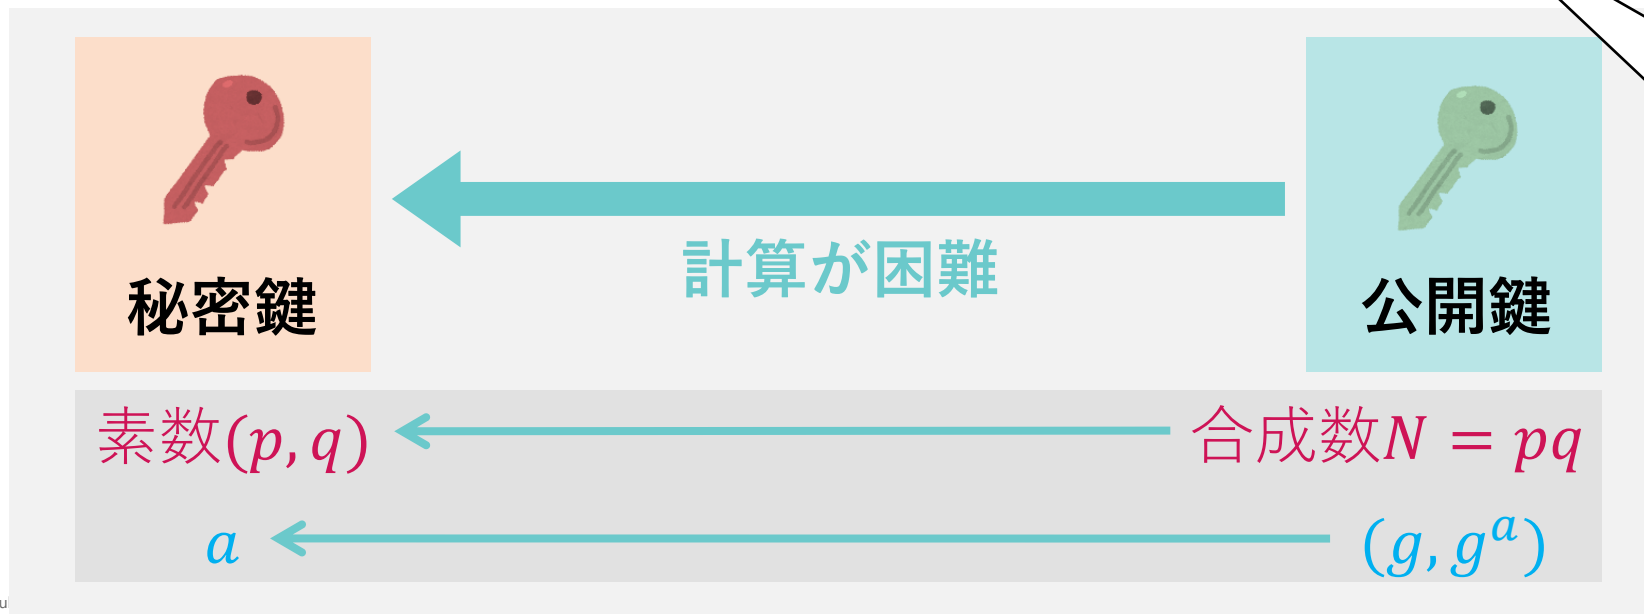 計算が困難
秘密鍵
公開鍵
素数(p, q)
合成数N = pq
a
(g, g^a)